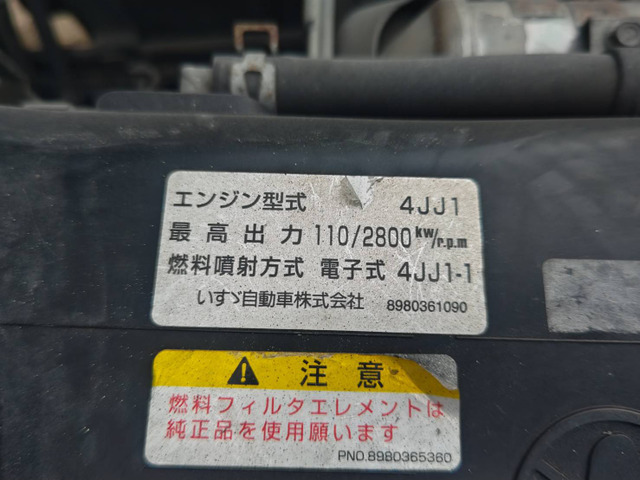 エンジン型式 4JJ1
最高出力 110/2800 kw/r.p.m
燃料噴射方式 電子式 4JJ1-1
いすゞ自動車株式会社 8980361090
注意
燃料フィルタエレメントは
純正品を使用願います
PNO.8980365360